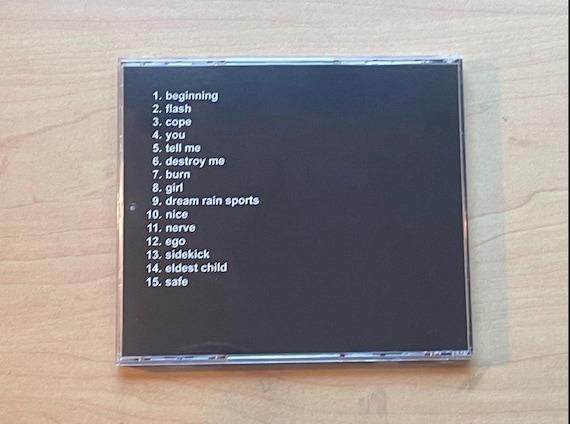 1. beginning
2. flash
3. cope
4. you
5. tell me
6. destroy me
7. burn
8. girl
9. dream rain sports
10. nice
11. nerve
12. ego
13. sidekick
14. eldest child
15. safe